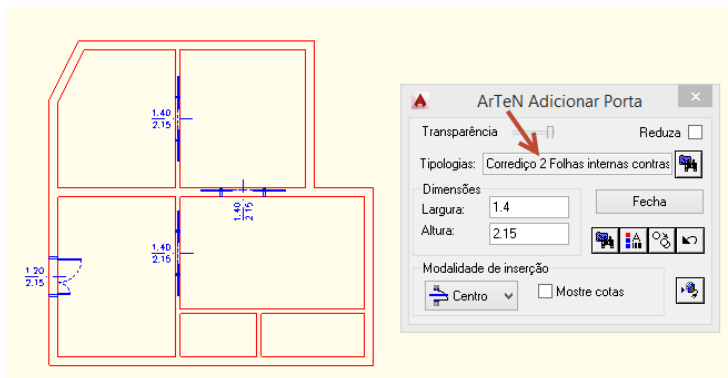 1.40
2.15
1.40
2.15
1.40
2.15
1.20
2.15
ArTeN Adicionar Porta
Transparência
Reduza
Tipologias:
Corrediço 2 Folhas internas contras
Dimensões
Largura:
1.4
Fecha
Altura:
2.15
Modalidade de inserção
Centro
Mostre cotas